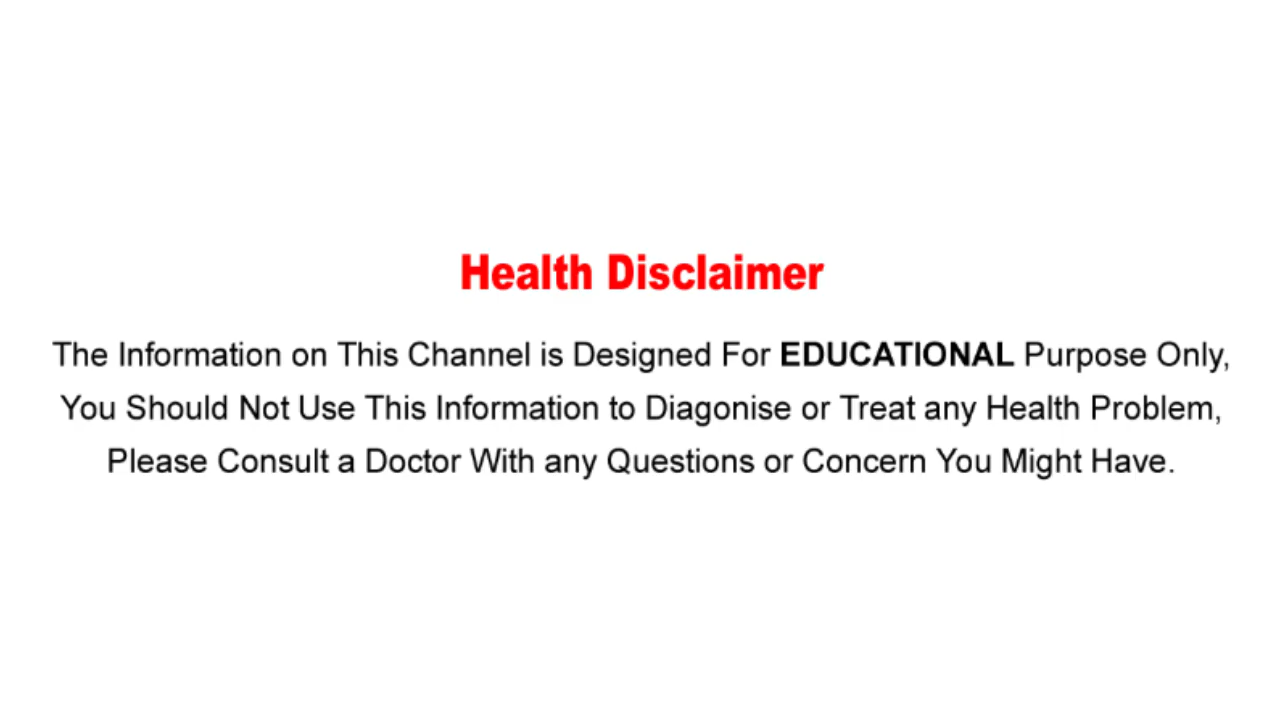 Health Disclaimer
The Information on This Channel is Designed For EDUCATIONAL Purpose Only,
You Should Not Use This Information to Diagonise or Treat any Health Problem,
Please Consult a Doctor With any Questions or Concern You Might Have.